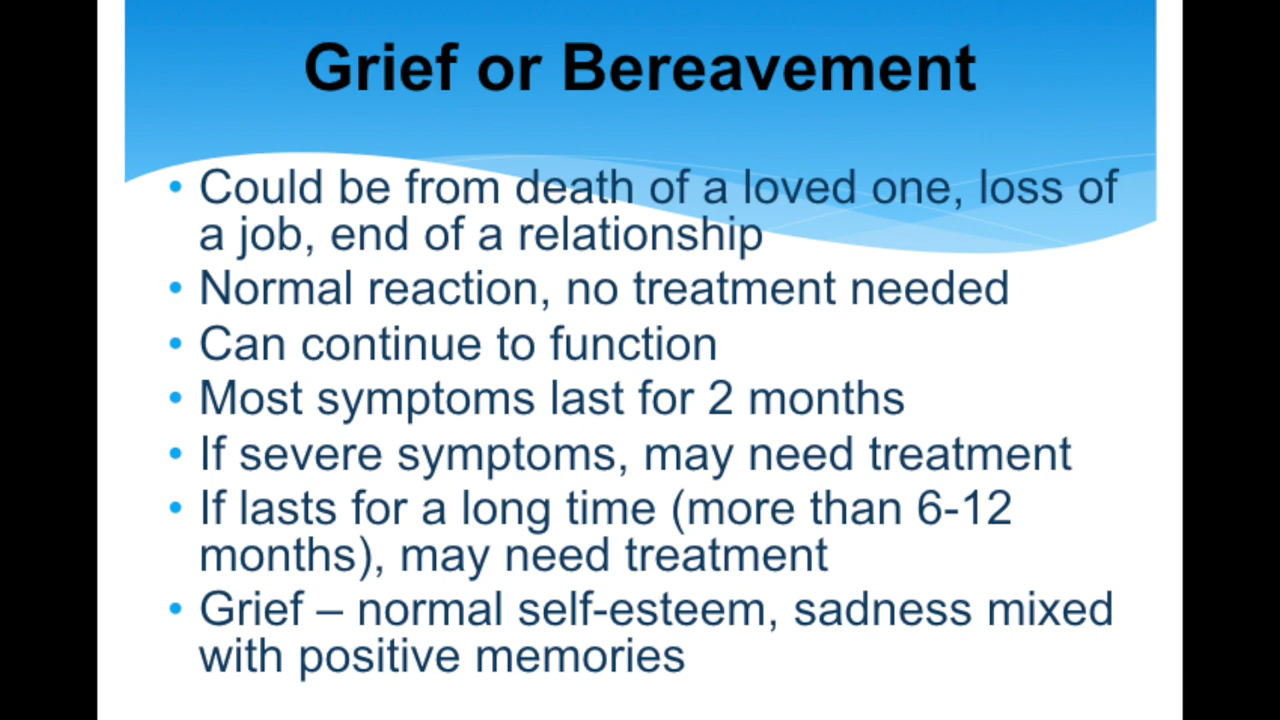 Grief or Bereavement
• Could be from death of a loved one, loss of
a job, end of a relationship
• Normal reaction, no treatment needed
• Can continue to function
• Most symptoms last for 2 months
• If severe symptoms, may need treatment
• If lasts for a long time (more than 6-12
months), may need treatment
• Grief – normal self-esteem, sadness mixed
with positive memories